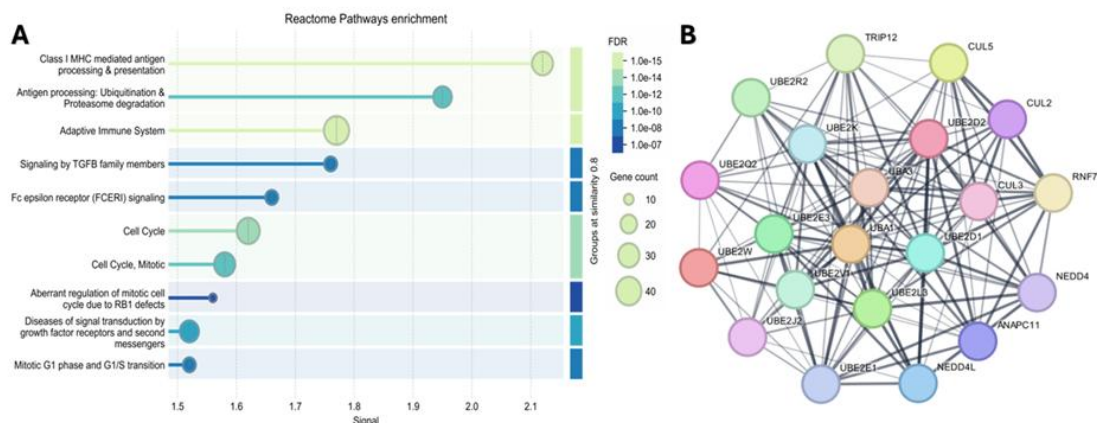 Reactome Pathways enrichment
A
B
Class I MHC mediated antigen
processing & presentation
Antigen processing: Ubiquitination &
Proteasome degradation
Adaptive Immune System
Signaling by TGFB family members
Fc epsilon receptor (FCERI) signaling
Cell Cycle
Cell Cycle, Mitotic
Aberrant regulation of mitotic cell
cycle due to RB1 defects
Diseases of signal transduction by
growth factor receptors and second
messengers
Mitotic G1 phase and G1/S transition
1.5 1.6 1.7 1.8 1.9 2.0 2.1
Signal
Groups at similarity 0.8
FDR
1.0e-15
1.0e-14
1.0e-12
1.0e-10
1.0e-08
1.0e-07
Gene count
10
20
30
40
TRIP12
CUL5
UBE2R2
CUL2
UBE2K
UBE2D2
UBE2Q2
UBA3
CUL3
RNF7
UBE2E3
UBA1
UBE2D1
UBE2W
UBE2V1
NEDD4
UBE2L3
UBE2J2
ANAPC11
UBE2E1
NEDD4L